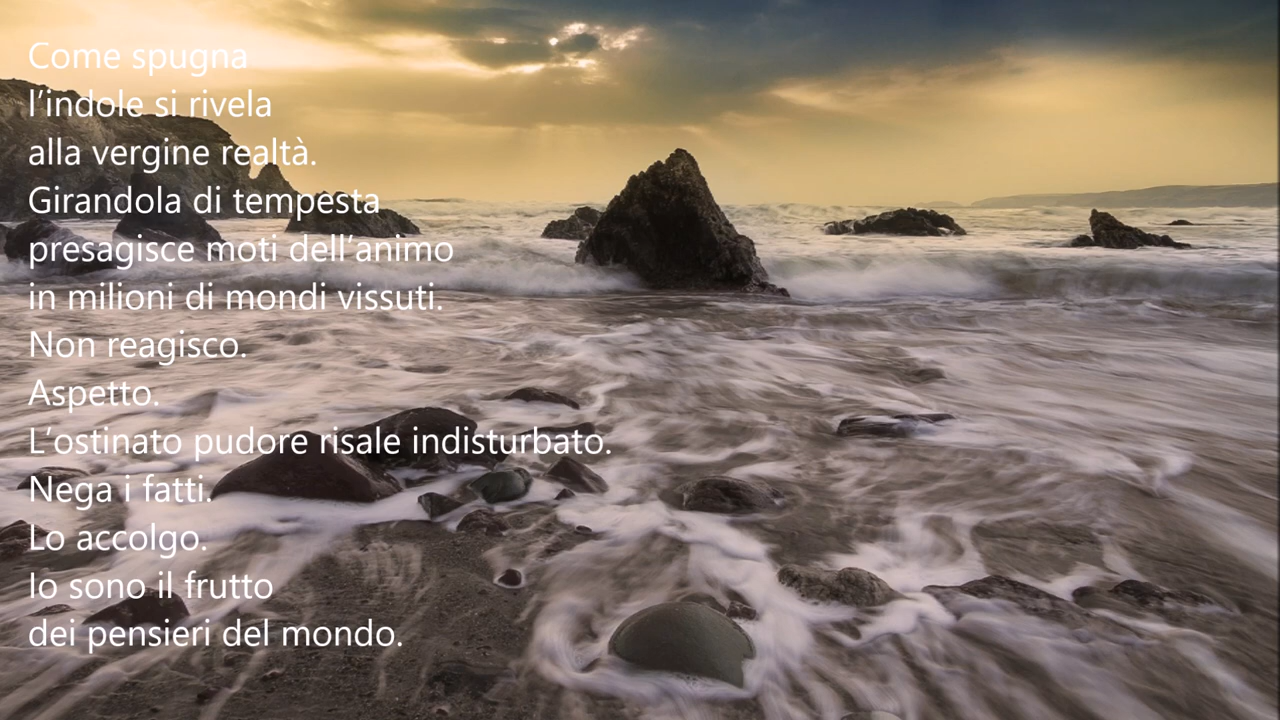 Come spugna
l’indole si rivela
alla vergine realtà.
Girandola di tempesta
presagisce moti dell’animo
in milioni di mondi vissuti.
Non reagisco.
Aspetto.
L’ostinato pudore risale indisturbato.
Nega i fatti.
Lo accolgo.
Io sono il frutto
dei pensieri del mondo.